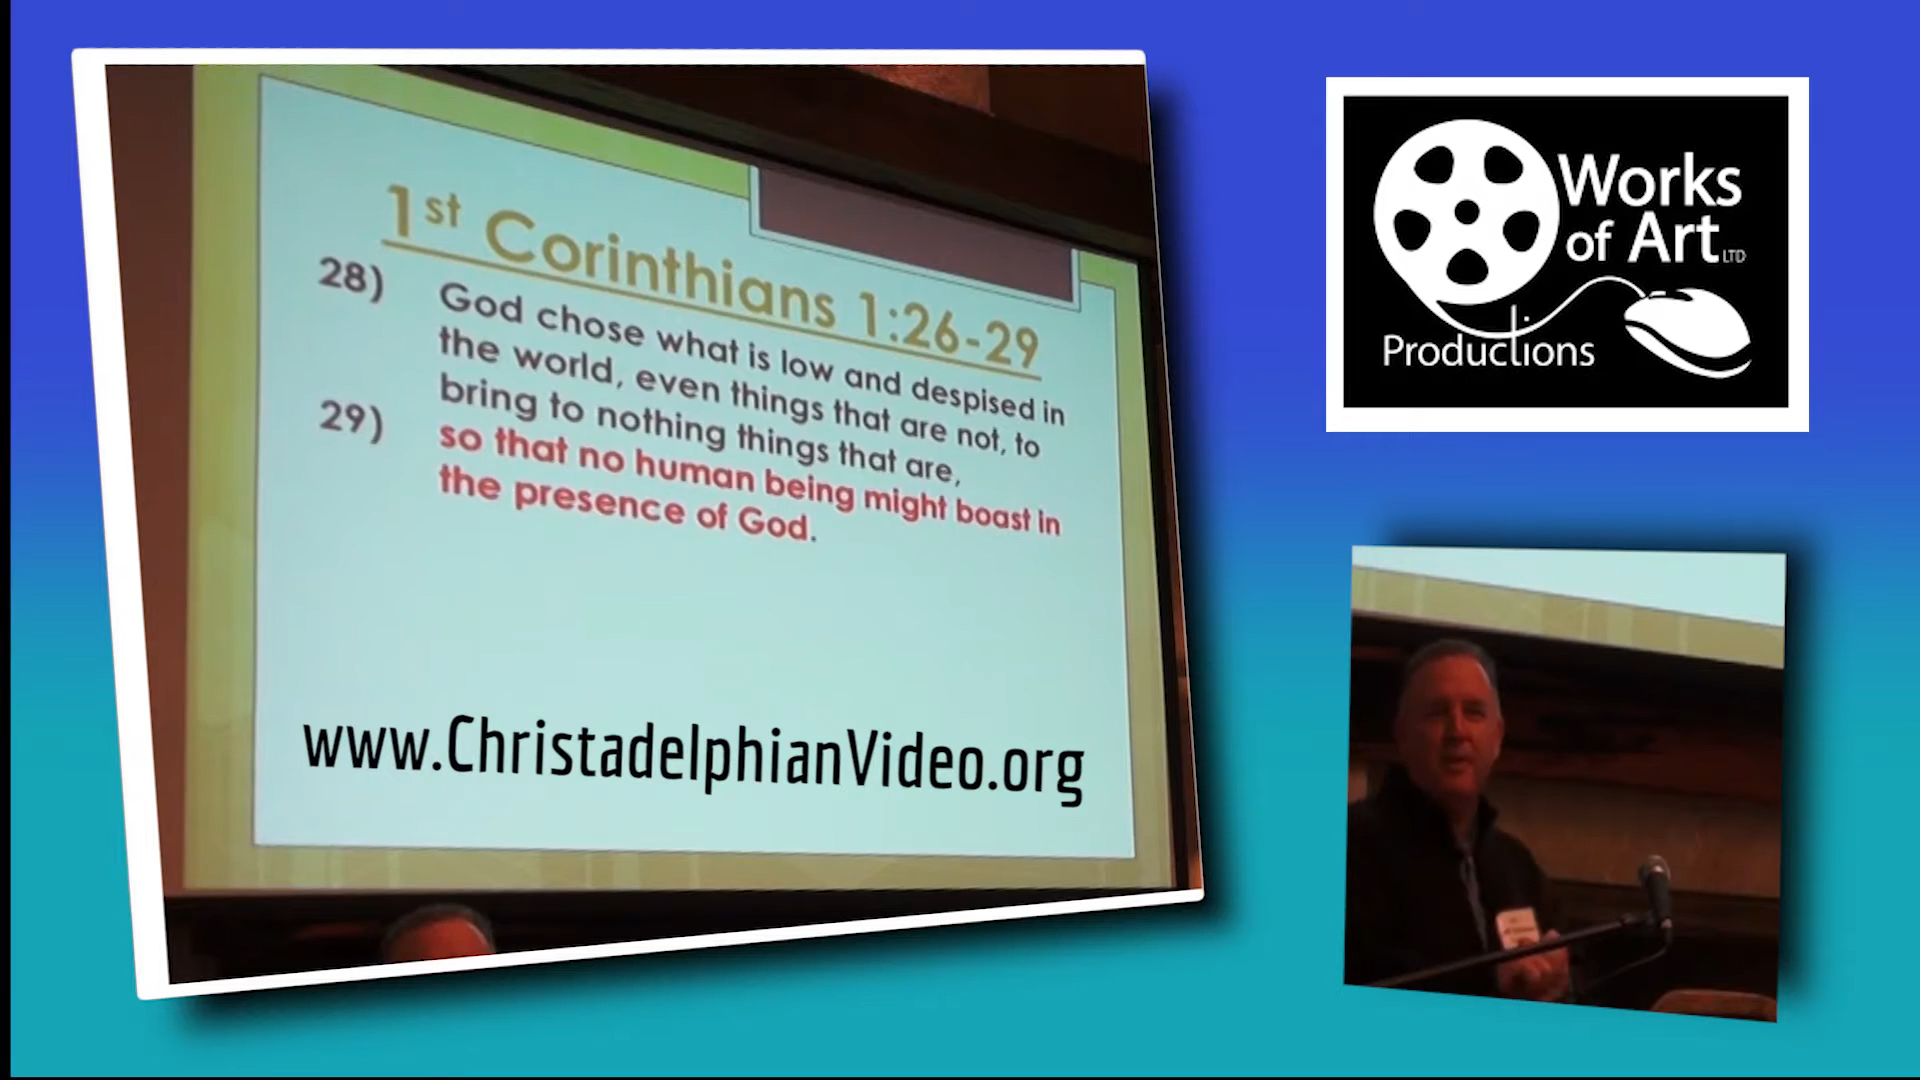 1st Corinthians 1:26-29
28) God chose what is low and despised in
the world, even things that are not, to
bring to nothing things that are,
29) so that no human being might boast in
the presence of God.
www.ChristadelphianVideo.org
Works
of Art LTD
Productions